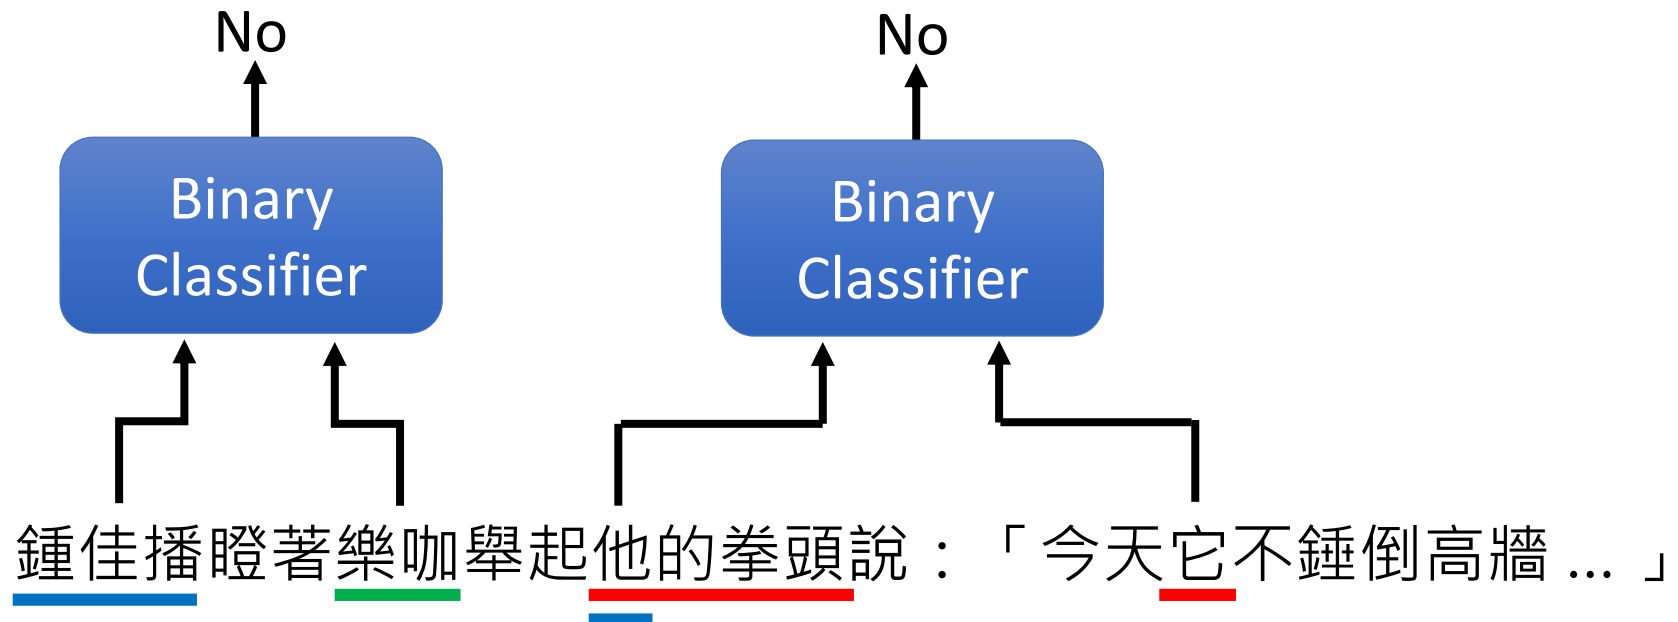 No
No
Binary
Classifier
Binary
Classifier
鍾佳播瞪著樂咖舉起他的拳頭說：「今天它不錘倒高牆 ... 」